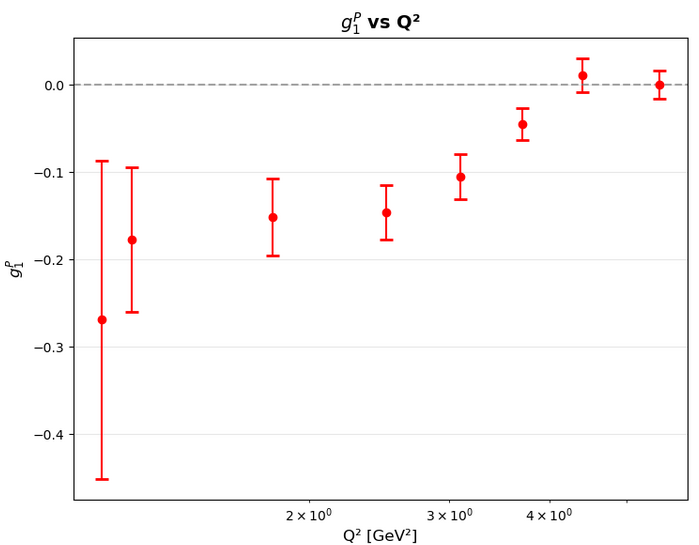 g₁ᴾ vs Q²
0.0
−0.1
−0.2
−0.3
−0.4
g₁ᴾ
2 × 10⁰
3 × 10⁰
4 × 10⁰
Q² [GeV²]